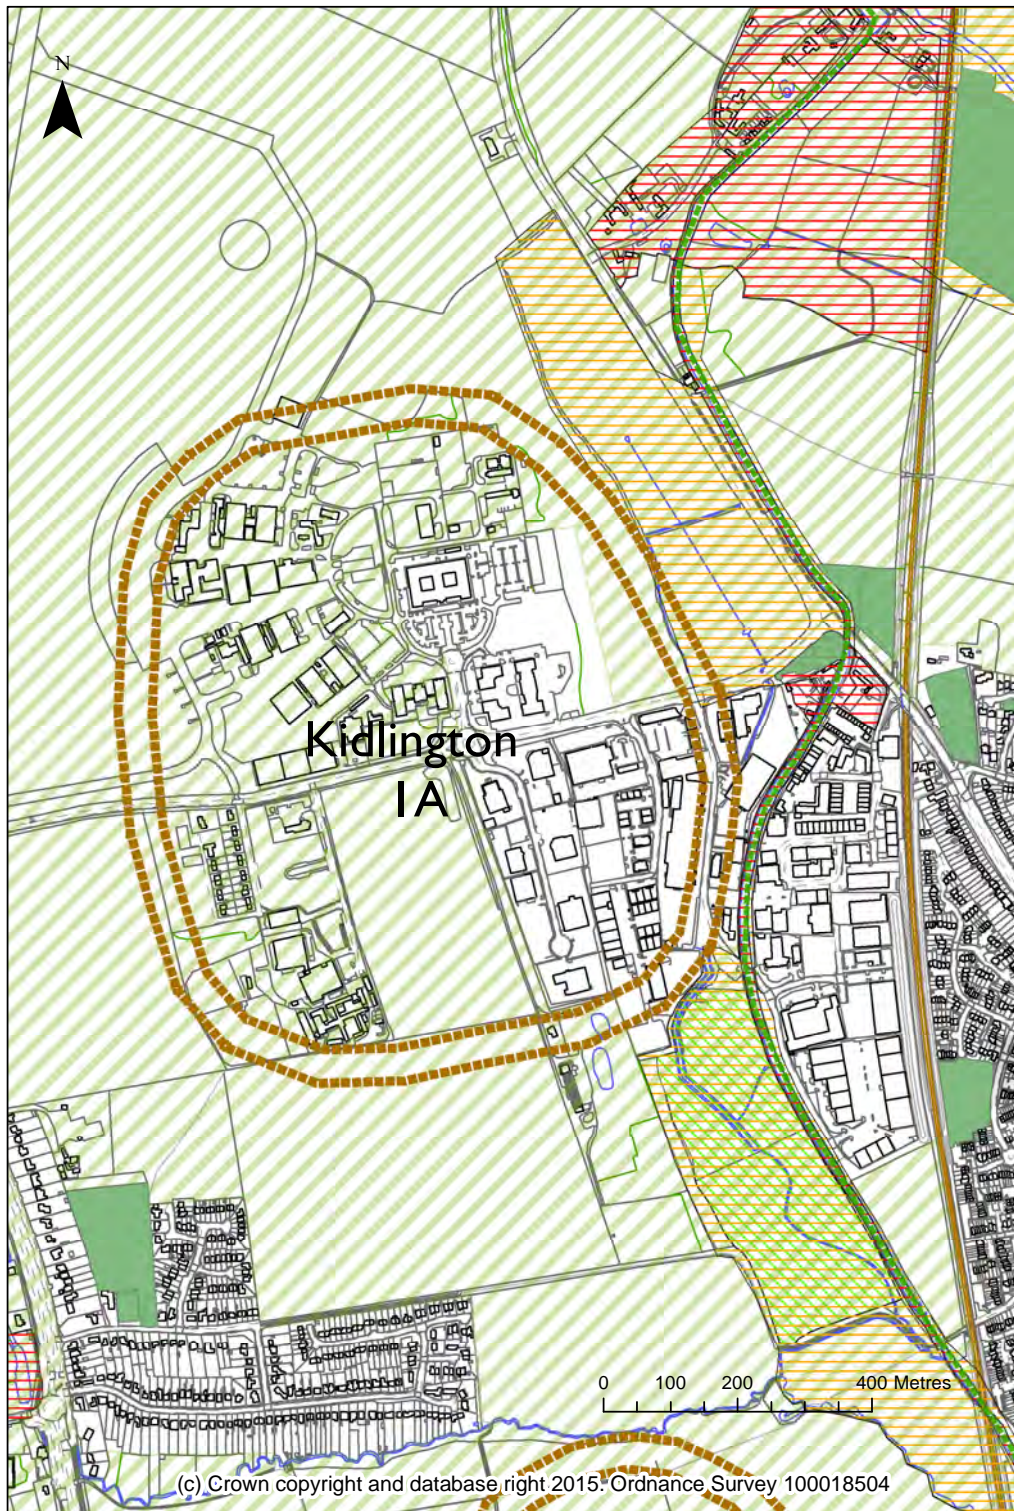 N
Kidlington
1A
0 100 200 400 Metres
(c) Crown copyright and database right 2015. Ordnance Survey 100018504